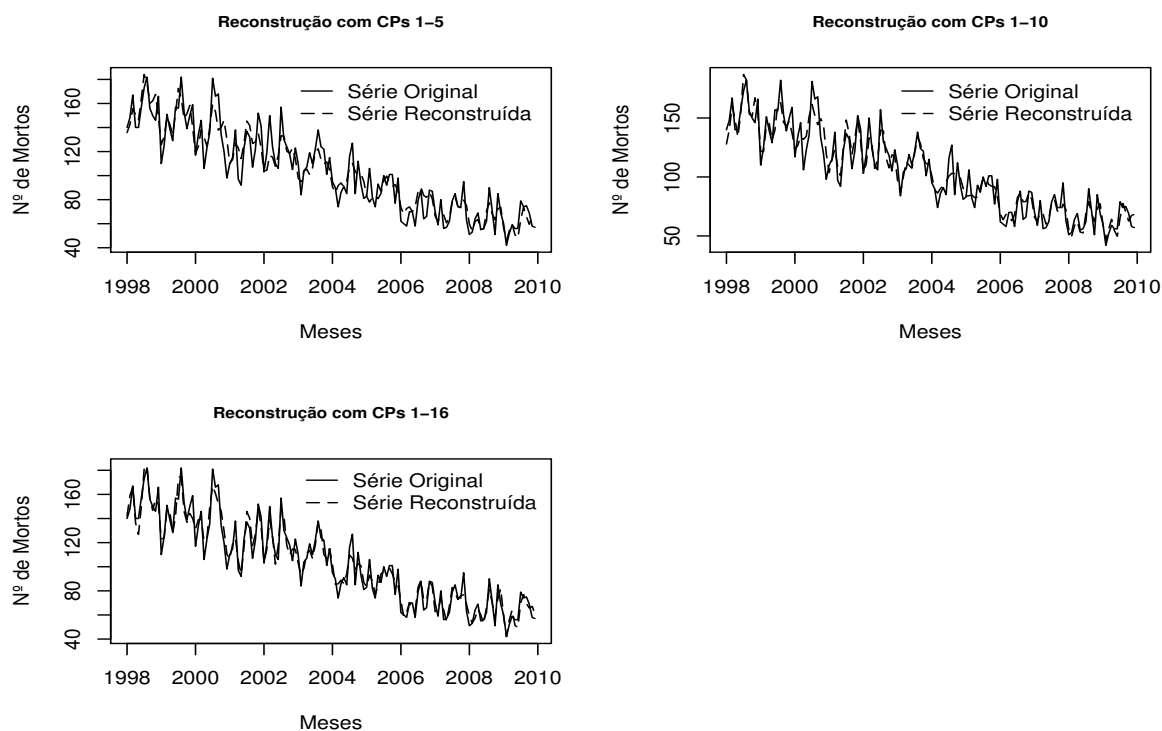 Reconstrução com CPs 1−5
Nº de Mortos
40 80 120 160
Série Original
Série Reconstruída
1998 2000 2002 2004 2006 2008 2010
Meses
Reconstrução com CPs 1−10
Nº de Mortos
50 100 150
Série Original
Série Reconstruída
1998 2000 2002 2004 2006 2008 2010
Meses
Reconstrução com CPs 1−16
Nº de Mortos
40 80 120 160
Série Original
Série Reconstruída
1998 2000 2002 2004 2006 2008 2010
Meses